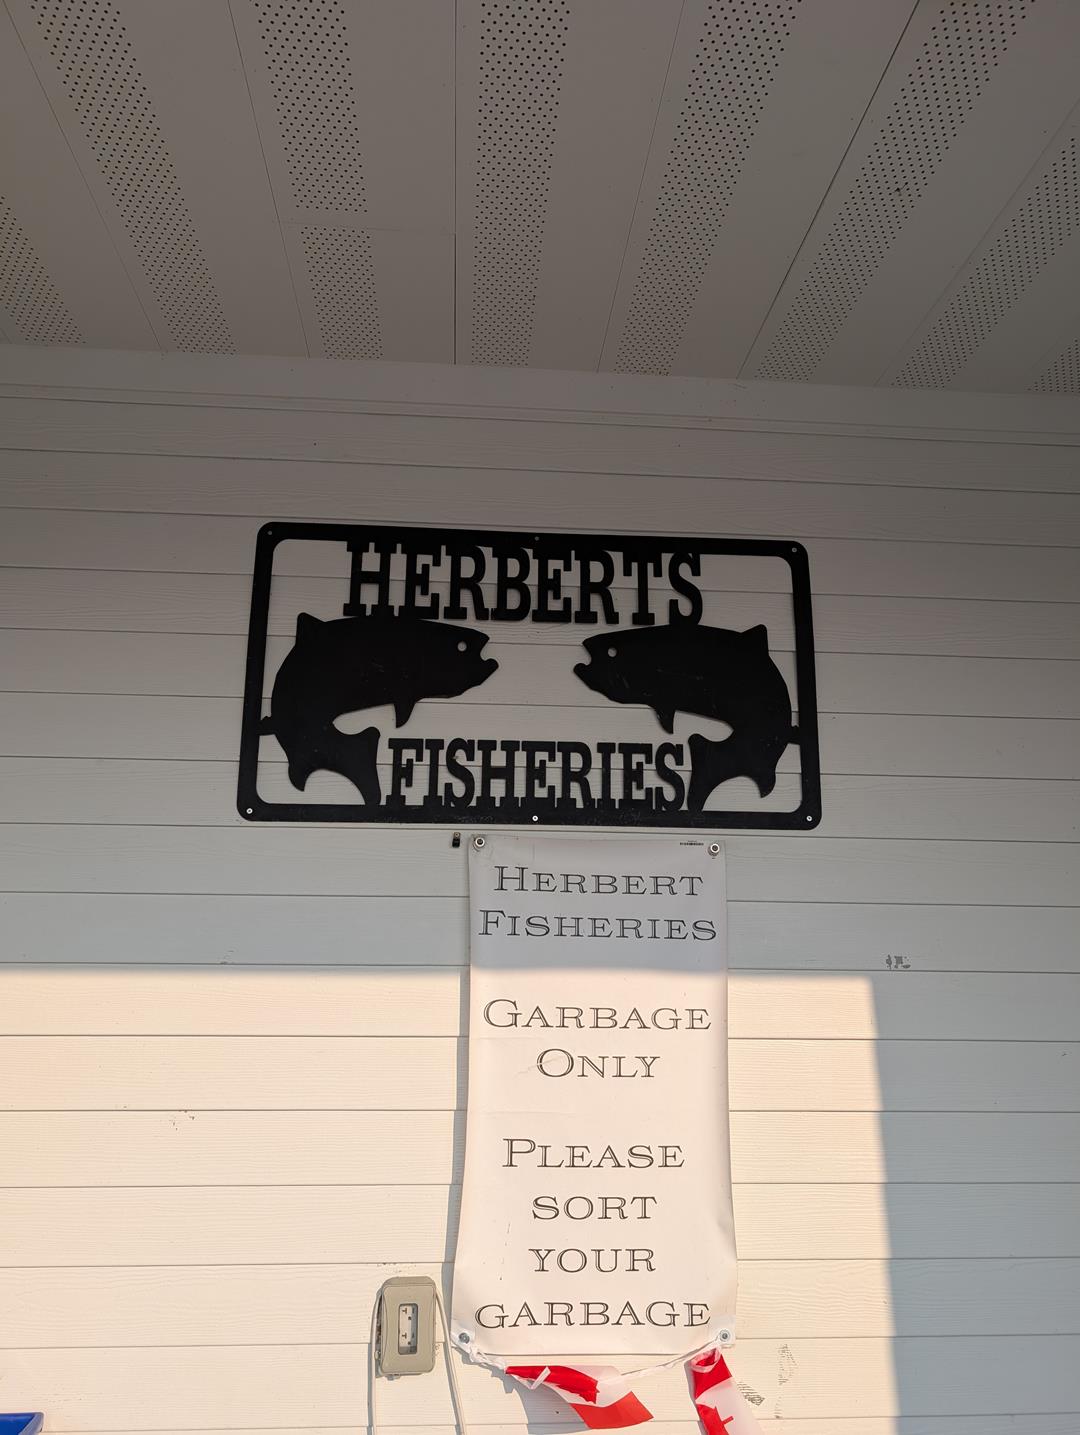 HERBERTS
FISHERIES
HERBERT
FISHERIES
GARBAGE
ONLY
PLEASE
SORT
YOUR
GARBAGE